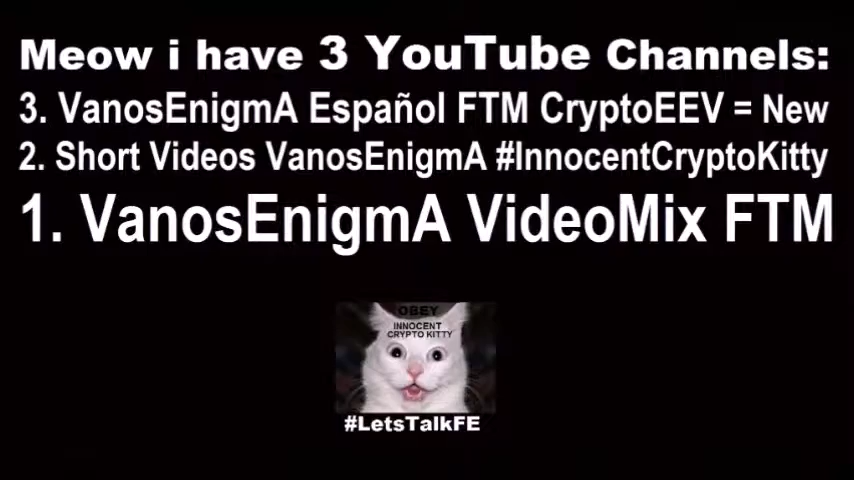 Meow i have 3 YouTube Channels:
3. VanosEnigmA Español FTM CryptoEEV = New
2. Short Videos VanosEnigmA #InnocentCryptoKitty
1. VanosEnigmA VideoMix FTM
OBEY
INNOCENT
CRYPTO KITTY
#LetsTalkFE